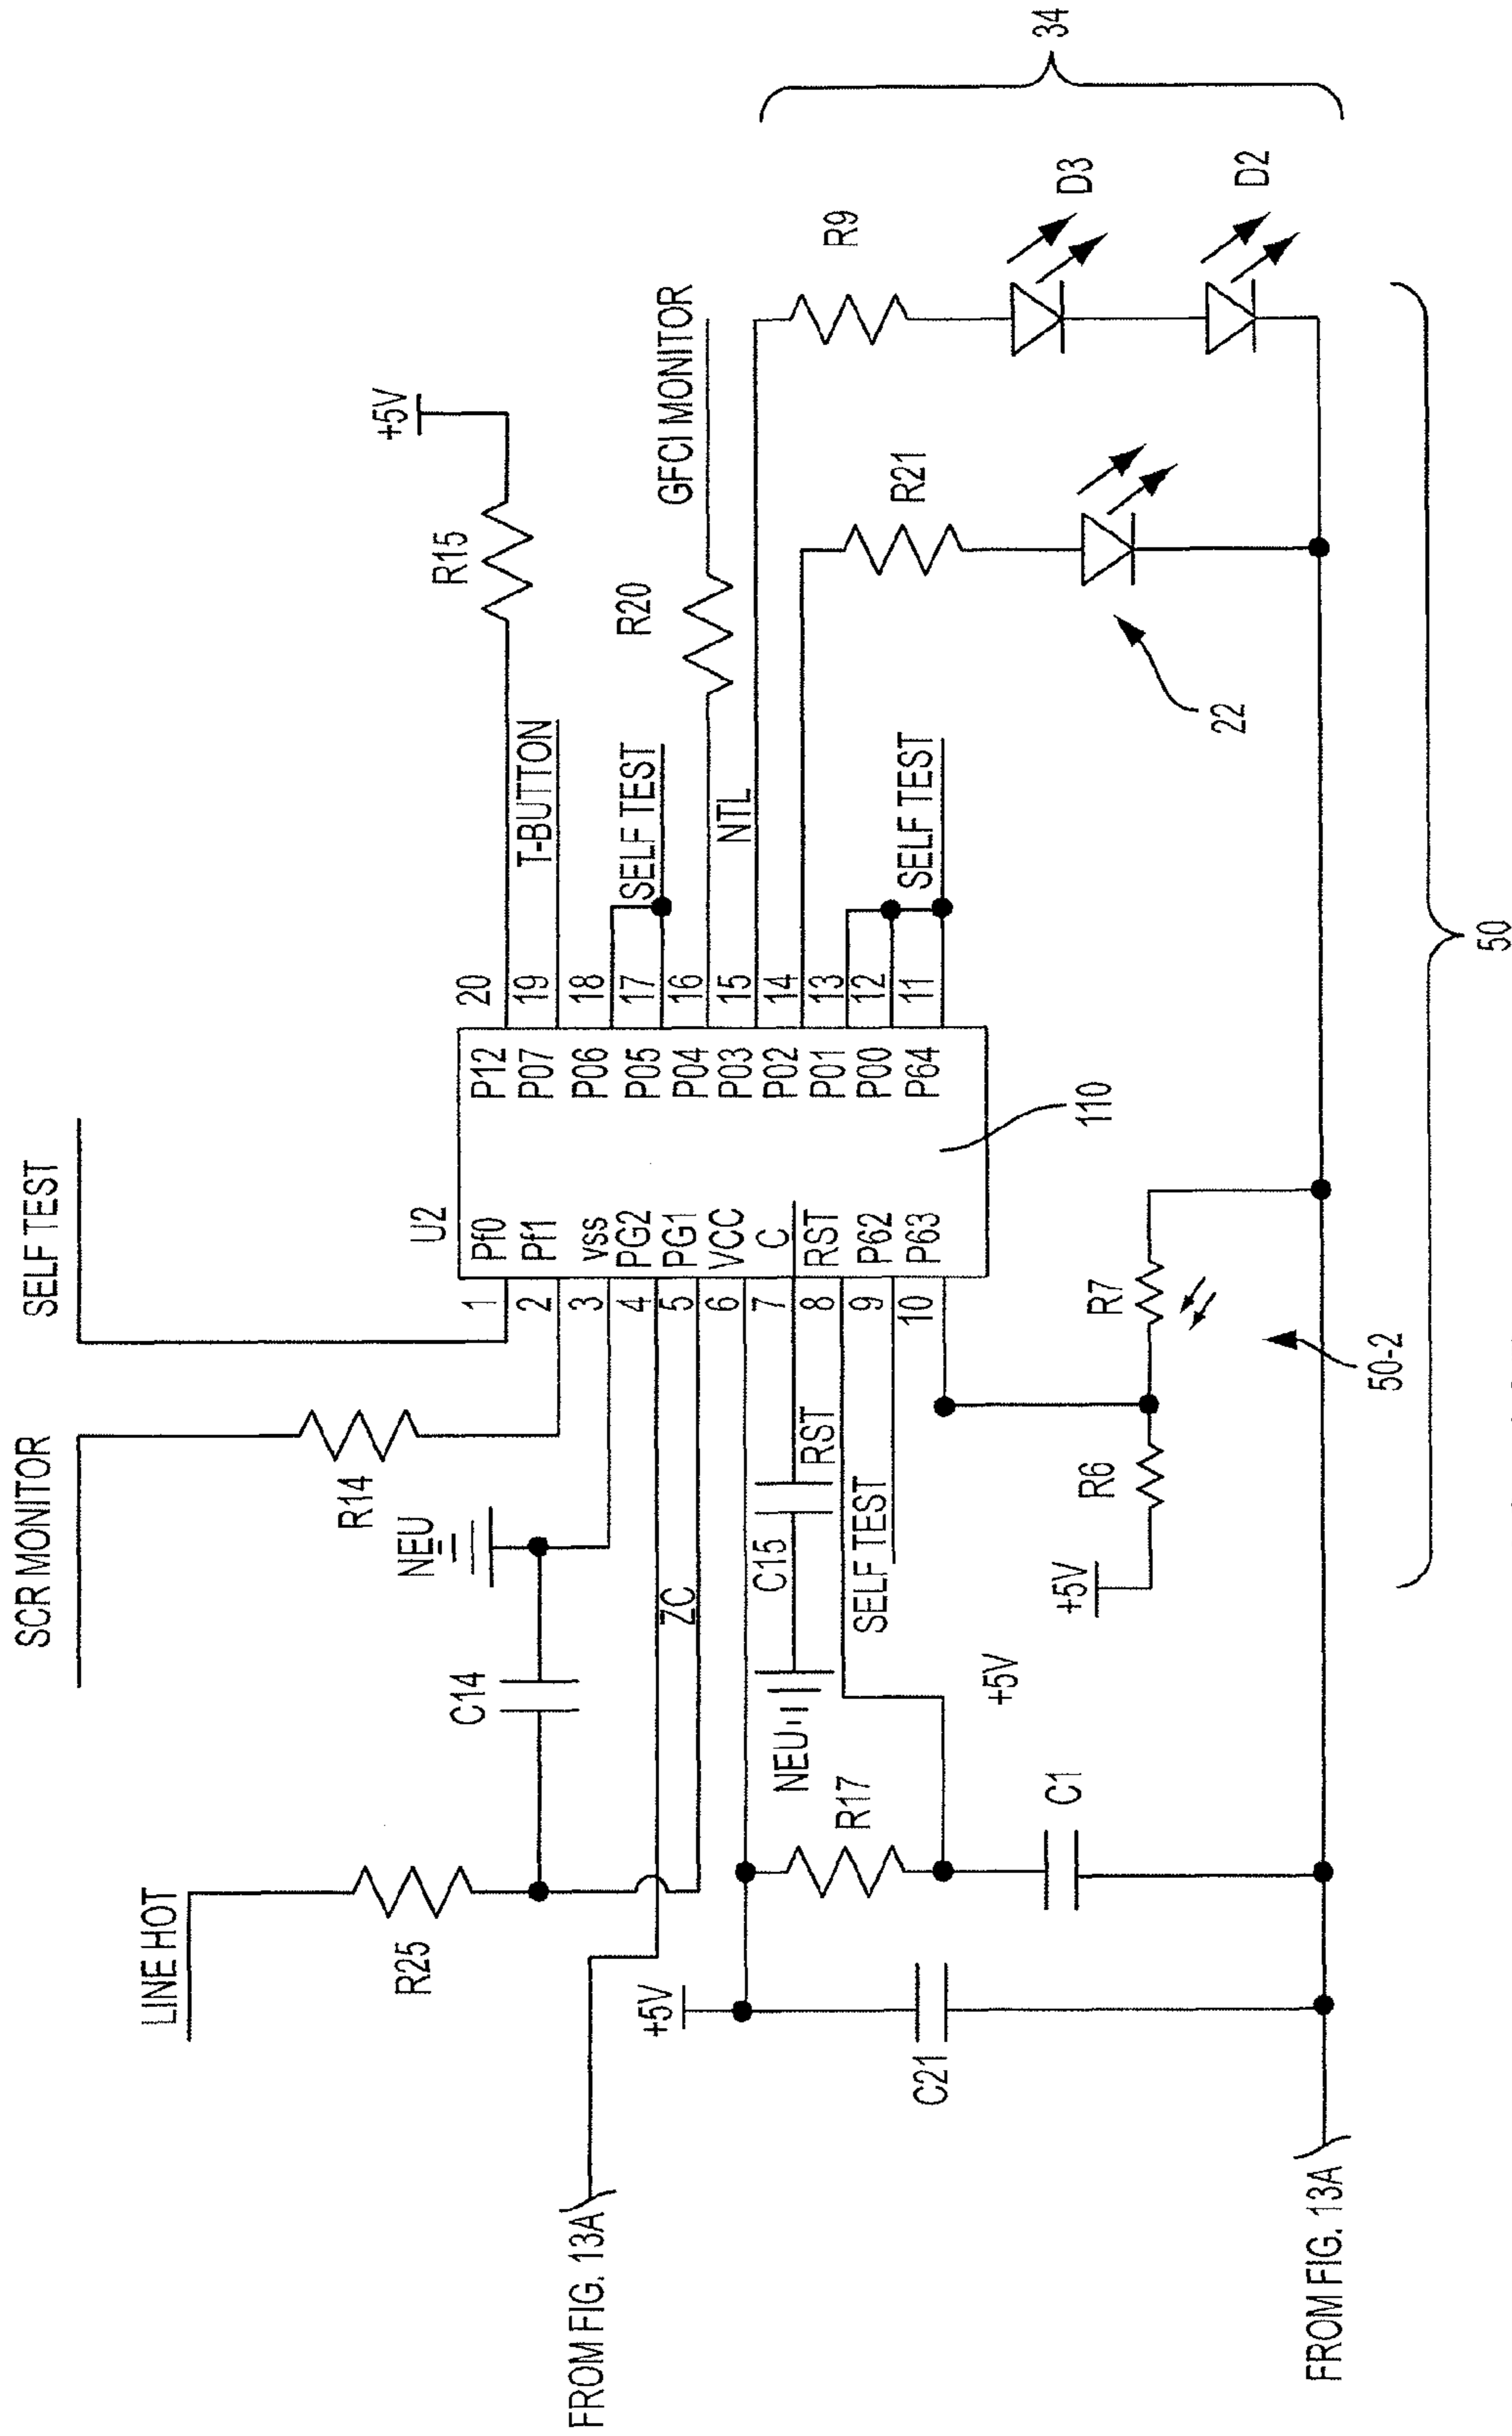 SCR MONITOR
SELF TEST
LINE HOT
R25
C14
NEU
R14
+5V
R15
T-BUTTON
SELF TEST
R20
GFCI MONITOR
NTL
SELF TEST
R9
D3
D2
34
R21
22
U2
1 Pf0
2 Pf1
3 VSS
4 PG2
5 PG1
6 VCC
7 C
8 RST
9 P62
10 P63
P12 20
P07 19
P06 18
P05 17
P04 16
P03 15
P02 14
P01 13
P00 12
P64 11
110
ZC
FROM FIG. 13A
+5V
C21
R17
C1
NEU
C15
RST
SELF TEST
+5V
+5V
R6
R7
50-2
50
FROM FIG. 13A